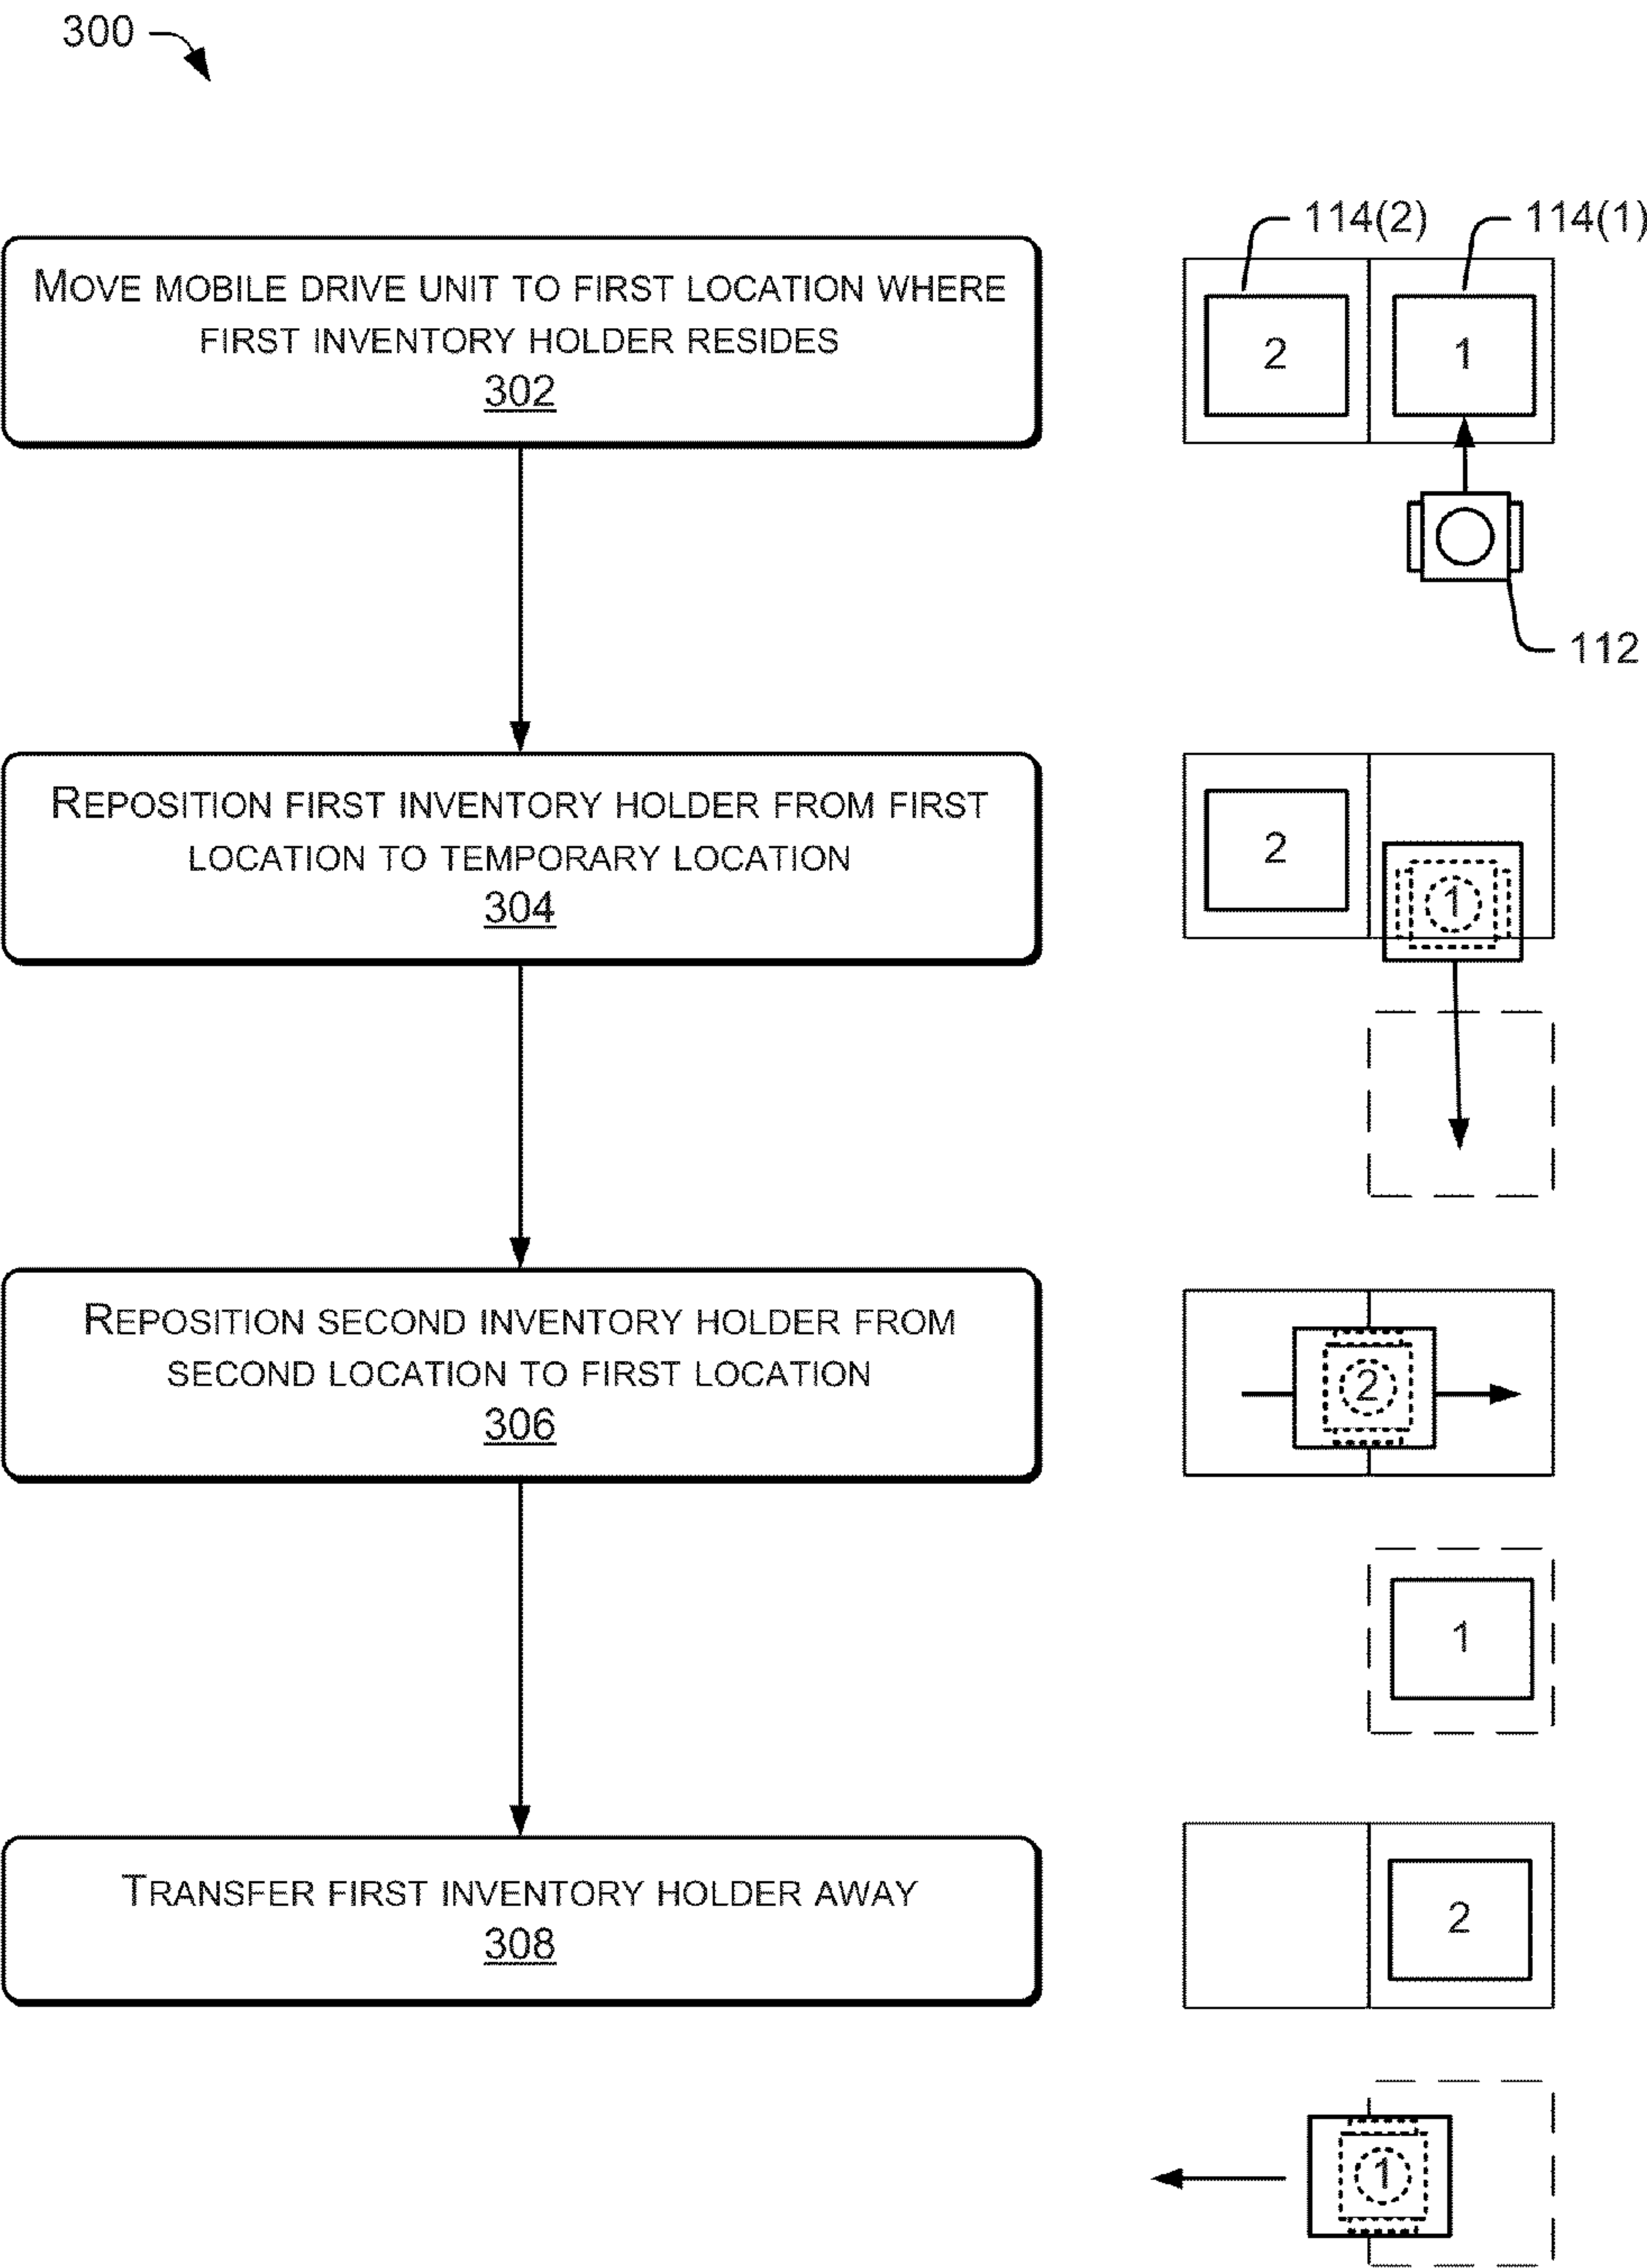 300
114(2) 114(1)
MOVE MOBILE DRIVE UNIT TO FIRST LOCATION WHERE
FIRST INVENTORY HOLDER RESIDES
302
2 1
112
REPOSITION FIRST INVENTORY HOLDER FROM FIRST
LOCATION TO TEMPORARY LOCATION
304
2
1
REPOSITION SECOND INVENTORY HOLDER FROM
SECOND LOCATION TO FIRST LOCATION
306
2
1
TRANSFER FIRST INVENTORY HOLDER AWAY
308
2
1